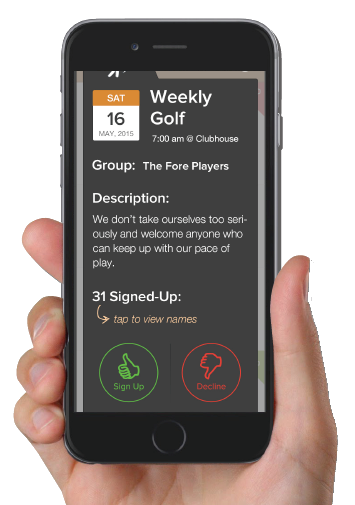 SAT
16
MAY, 2015
Weekly
Golf
7:00 am @ Clubhouse
Group: The Fore Players
Description:
We don't take ourselves too seri-
ously and welcome anyone who
can keep up with our pace of
play.
31 Signed-Up:
tap to view names
Sign Up
Decline